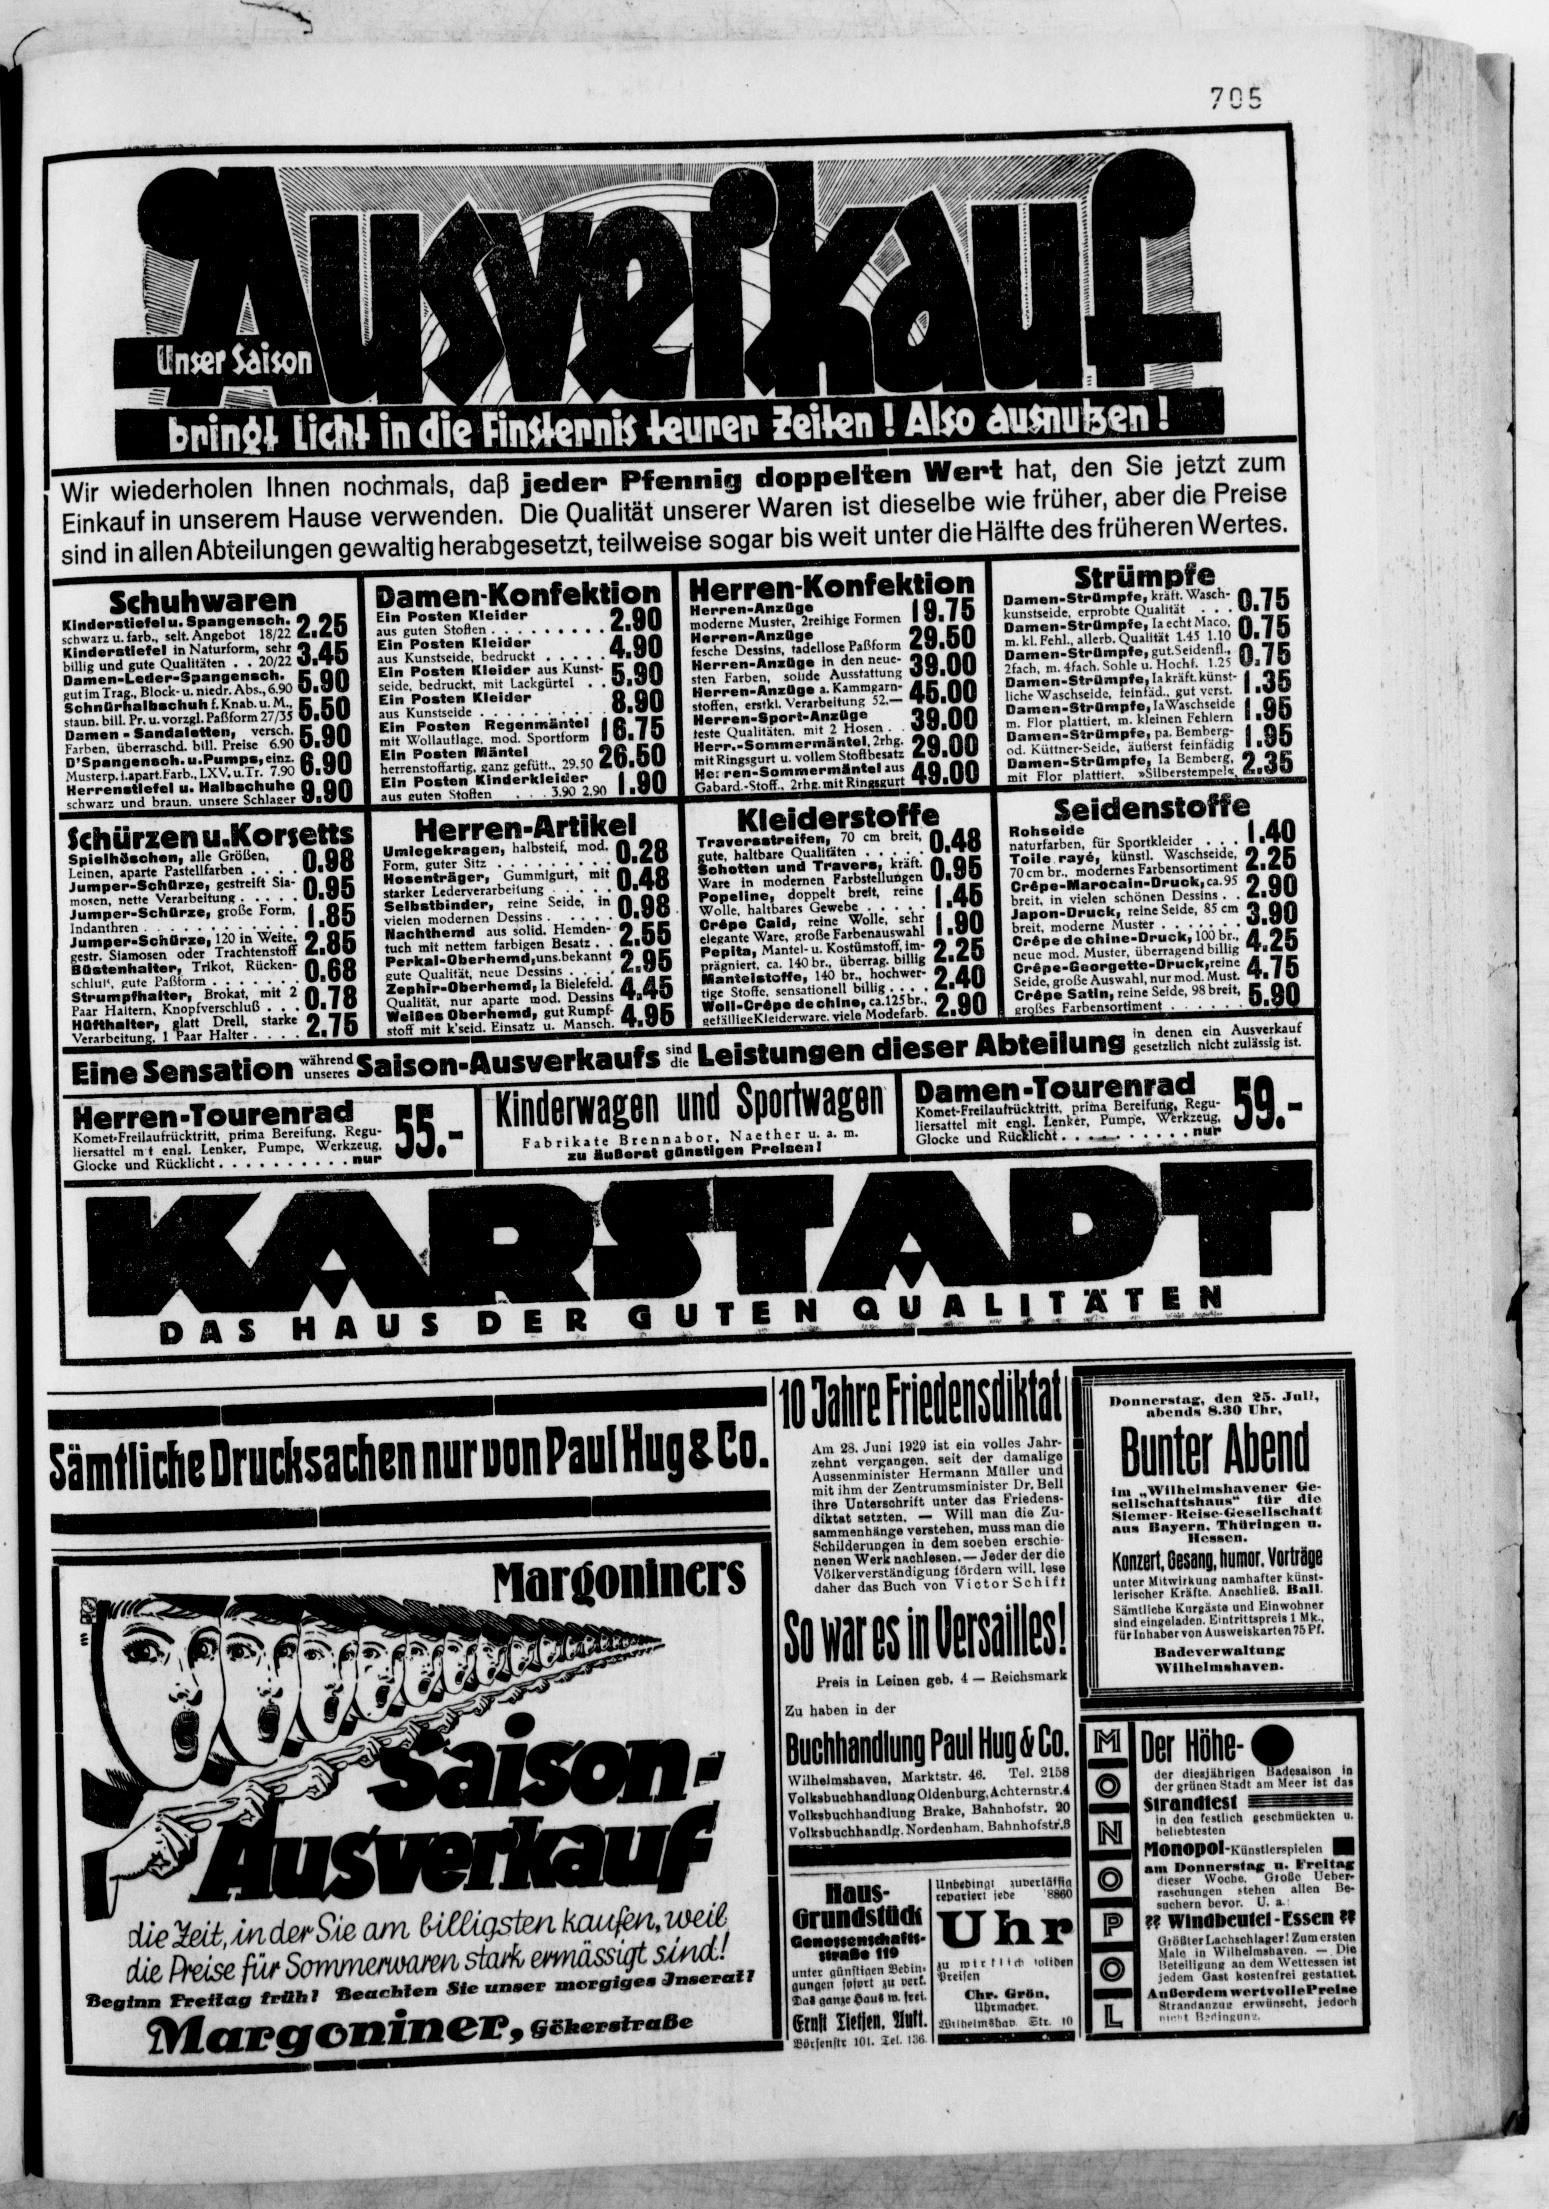 705
Ausverkauf
Unser Saison
bringt Licht in die Finsternis teurer Zeiten! Also ausnutzen!
Wir wiederholen Ihnen nochmals, daß jeder Pfennig doppelten Wert hat, den Sie jetzt zum
Einkauf in unserem Hause verwenden. Die Qualität unserer Waren ist dieselbe wie früher, aber die Preise
sind in allen Abteilungen gewaltig herabgesetzt, teilweise sogar bis weit unter die Hälfte des früheren Wertes.
Schuhwaren
Kinderstiefel u. Spangensch.
schwarz u. farb., selt. Angebot 18/22 2.25
Kinderstiefel in Naturform, sehr
billig und gute Qualitäten . . 20/22 3.45
Damen-Leder-Spangensch.
gut im Trag., Block- u. niedr. Abs., 6.90 5.90
Schnürhalbschuh f. Knab. u. M.,
staun. bill. Pr. u. vorzgl. Paßform 27/35 5.50
Damen-Sandaletten, versch.
Farben, überraschd. bill. Preise 6.90 5.90
D'Spangensch. u. Pumps, einz.
Musterp. i. apart. Farb., LXV. u. Tr. 7.90 6.90
Herrenstiefel u. Halbschuhe
schwarz und braun, unsere Schlager 9.90
Damen-Konfektion
Ein Posten Kleider
aus guten Stoffen . . . . . . . . . 2.90
Ein Posten Kleider
aus Kunstseide, bedruckt . . . . . 4.90
Ein Posten Kleider aus Kunst-
seide, bedruckt, mit Lackgürtel . . 5.90
Ein Posten Kleider
aus Kunstseide . . . . . . . . . . 8.90
Ein Posten Regenmäntel
mit Wollauflage, mod. Sportform 16.75
Ein Posten Mäntel
herrenstoffartig, ganz gefütt., 29.50 26.50
Ein Posten Kinderkleider
aus guten Stoffen . . . 3.90 2.90 1.90
Herren-Konfektion
Herren-Anzüge
moderne Muster, 2reihige Formen 19.75
Herren-Anzüge
fesche Dessins, tadellose Paßform 29.50
Herren-Anzüge in den neue-
sten Farben, solide Ausstattung 39.00
Herren-Anzüge a. Kammgarn-
stoffen, erstkl. Verarbeitung 52.— 45.00
Herren-Sport-Anzüge
feste Qualitäten, mit 2 Hosen . . 39.00
Herr.-Sommermäntel, 2rhg.
mit Ringsgurt u. vollem Stoffbesatz 29.00
Herren-Sommermäntel aus
Gabard.-Stoff., 2rhg. mit Ringsgurt 49.00
Strümpfe
Damen-Strümpfe, kräft. Wasch-
kunstseide, erprobte Qualität . . . 0.75
Damen-Strümpfe, Ia echt Maco,
m. kl. Fehl., allerb. Qualität 1.45 1.10 0.75
Damen-Strümpfe, gut. Seidenfl.,
2fach, m. 4fach. Sohle u. Hochf. 1.25 0.75
Damen-Strümpfe, Ia kräft. künst-
liche Waschseide, feinfäd., gut verst. 1.35
Damen-Strümpfe, Ia Waschseide
m. Flor plattiert, m. kleinen Fehlern 1.95
Damen-Strümpfe, pa. Bemberg-
od. Küttner-Seide, äußerst feinfädig 1.95
Damen-Strümpfe, Ia Bemberg,
mit Flor plattiert, »Silberstempel« 2.35
Schürzen u. Korsetts
Spielhöschen, alle Größen,
Leinen, aparte Pastellfarben . . . . 0.98
Jumper-Schürze, gestreift Sia-
mosen, nette Verarbeitung . . . . . 0.95
Jumper-Schürze, große Form,
Indanthren . . . . . . . . . . . . 1.85
Jumper-Schürze, 120 in Weite,
gestr. Siamosen oder Trachtenstoff 2.85
Büstenhalter, Trikot, Rücken-
schluß, gute Paßform . . . . . . . 0.68
Strumpfhalter, Brokat, mit 2
Paar Haltern, Knopfverschluß . . . 0.78
Hüfthalter, glatt Drell, starke
Verarbeitung, 1 Paar Halter . . . . 2.75
Herren-Artikel
Umlegekragen, halbsteif, mod.
Form, guter Sitz . . . . . . . . . 0.28
Hosenträger, Gummigurt, mit
starker Lederverarbeitung . . . . . 0.48
Selbstbinder, reine Seide, in
vielen modernen Dessins . . . . . 0.98
Nachthemd aus solid. Hemden-
tuch mit nettem farbigen Besatz . . 2.55
Perkal-Oberhemd, uns. bekannt
gute Qualität, neue Dessins . . . . 2.95
Zephir-Oberhemd, Ia Bielefeld.
Qualität, nur aparte mod. Dessins 4.45
Weißes Oberhemd, gut Rumpf-
stoff mit k'seid. Einsatz u. Mansch. 4.95
Kleiderstoffe
Traversstreifen, 70 cm breit,
gute, haltbare Qualitäten . . . . . 0.48
Schotten und Travers, kräft.
Ware in modernen Farbstellungen 0.95
Popeline, doppelt breit, reine
Wolle, haltbares Gewebe . . . . . 1.45
Crêpe Caid, reine Wolle, sehr
elegante Ware, große Farbenauswahl 1.90
Pepita, Mantel- u. Kostümstoff, im-
prägniert, ca. 140 br., überrag. billig 2.25
Mantelstoffe, 140 br., hochwer-
tige Stoffe, sensationell billig . . . . 2.40
Woll-Crêpe de chine, ca. 125 br.,
gefällige Kleiderware, viele Modefarb. 2.90
Seidenstoffe
Rohseide
naturfarben, für Sportkleider . . . 1.40
Toile rayé, künstl. Waschseide,
70 cm br., modernes Farbensortiment 2.25
Crêpe-Marocain-Druck, ca. 95
breit, in vielen schönen Dessins . . 2.90
Japon-Druck, reine Seide, 85 cm
breit, moderne Muster . . . . . . . 3.90
Crêpe de chine-Druck, 100 br.,
neue mod. Muster, überragend billig 4.25
Crêpe-Georgette-Druck, reine
Seide, große Auswahl, nur mod. Must. 4.75
Crêpe Satin, reine Seide, 98 breit,
großes Farbensortiment . . . . . . 5.90
Eine Sensation während unseres Saison-Ausverkaufs sind die Leistungen dieser Abteilung in denen ein Ausverkauf gesetzlich nicht zulässig ist.
Herren-Tourenrad
Komet-Freilaufrücktritt, prima Bereifung, Regu-
liersattel mit engl. Lenker, Pumpe, Werkzeug,
Glocke und Rücklicht . . . . . . . . . . nur 55.-
Kinderwagen und Sportwagen
Fabrikate Brennabor, Naether u. a. m.
zu äußerst günstigen Preisen!
Damen-Tourenrad
Komet-Freilaufrücktritt, prima Bereifung, Regu-
liersattel mit engl. Lenker, Pumpe, Werkzeug,
Glocke und Rücklicht . . . . . . . . . . nur 59.-
KARSTADT
DAS HAUS DER GUTEN QUALITÄTEN
Sämtliche Drucksachen nur von Paul Hug & Co.
Margoniners
Saison-
Ausverkauf
die Zeit, in der Sie am billigsten kaufen, weil
die Preise für Sommerwaren stark ermässigt sind!
Beginn Freitag früh! Beachten Sie unser morgiges Inserat!
Margoniner, Gökerstraße
10 Jahre Friedensdiktat
Am 28. Juni 1929 ist ein volles Jahr-
zehnt vergangen, seit der damalige
Aussenminister Hermann Müller und
mit ihm der Zentrumsminister Dr. Bell
ihre Unterschrift unter das Friedens-
diktat setzten. — Will man die Zu-
sammenhänge verstehen, muss man die
Schilderungen in dem soeben erschie-
nenen Werk nachlesen. — Jeder der die
Völkerverständigung fördern will, lese
daher das Buch von Victor Schiff
So war es in Versailles!
Preis in Leinen geb. 4 — Reichsmark
Zu haben in der
Buchhandlung Paul Hug & Co.
Wilhelmshaven, Marktstr. 46. Tel. 2158
Volksbuchhandlung Oldenburg, Achternstr. 4
Volksbuchhandlung Brake, Bahnhofstr. 20
Volksbuchhandlg. Nordenham, Bahnhofstr. 8
Haus-
Grundstück
Genossenschafts-
straße 119
unter günstigen Bedin-
gungen sofort zu verk.
Das ganze Haus w. frei.
Ernst Tietjen, Aukt.
Börsenstr. 101. Tel. 136.
Unbedingt zuverlässig
repariert jede 8860
Uhr
zu wirklich soliden
Preisen
Chr. Grön,
Uhrmacher.
Wilhelmshav. Str. 10
Donnerstag, den 25. Juli,
abends 8.30 Uhr,
Bunter Abend
im „Wilhelmshavener Ge-
sellschaftshaus“ für die
Siemer-Reise-Gesellschaft
aus Bayern, Thüringen u.
Hessen.
Konzert, Gesang, humor. Vorträge
unter Mitwirkung namhafter künst-
lerischer Kräfte. Anschließ. Ball.
Sämtliche Kurgäste und Einwohner
sind eingeladen. Eintrittspreis 1 Mk.,
für Inhaber von Ausweiskarten 75 Pf.
Badeverwaltung
Wilhelmshaven.
MONOPOL
Der Höhe-
der diesjährigen Badesaison in
der grünen Stadt am Meer ist das
Strandfest
in den festlich geschmückten u.
beliebtesten
Monopol-Künstlerspielen
am Donnerstag u. Freitag
dieser Woche. Große Ueber-
raschungen stehen allen Be-
suchern bevor. U. a.:
?? Windbeutel-Essen ??
Größter Lachschlager! Zum ersten
Male in Wilhelmshaven. — Die
Beteiligung an dem Wettessen ist
jedem Gast kostenfrei gestattet.
Außerdem wertvolle Preise
Strandanzug erwünscht, jedoch
nicht Bedingung.